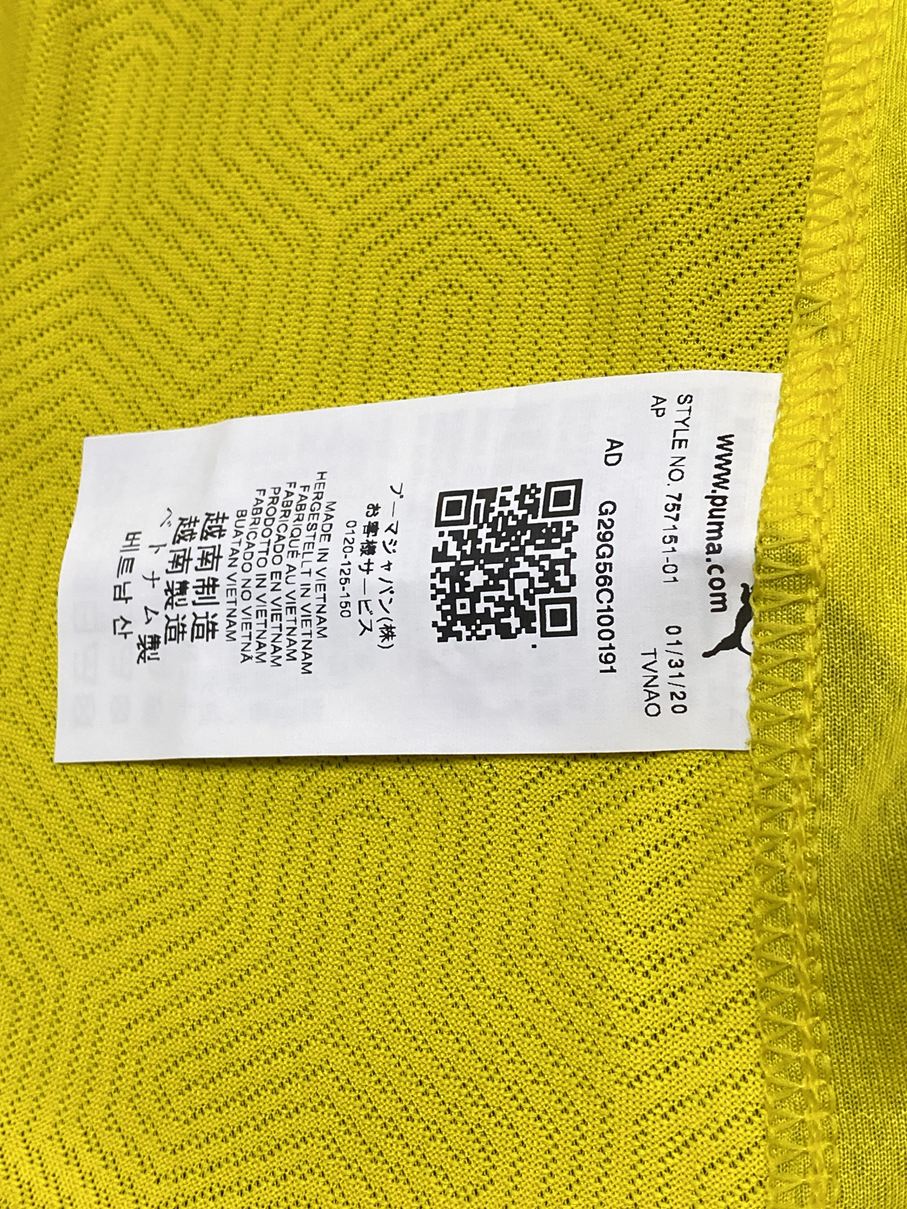 www.puma.com
STYLE NO. 757151-01 01/31/20
AP TVNAO
AD G29G56C100191
プーマジャパン(株)
お客様サービス
0120-125-150
MADE IN VIETNAM
HERGESTELLT IN VIETNAM
FABRIQUÉ AU VIETNAM
FABRICADO EN VIETNAM
PRODOTTO IN VIETNAM
FABRICADO NO VIETNÃ
BUATAN VIETNAM
越南制造
越南製造
ベトナム製
베트남 산